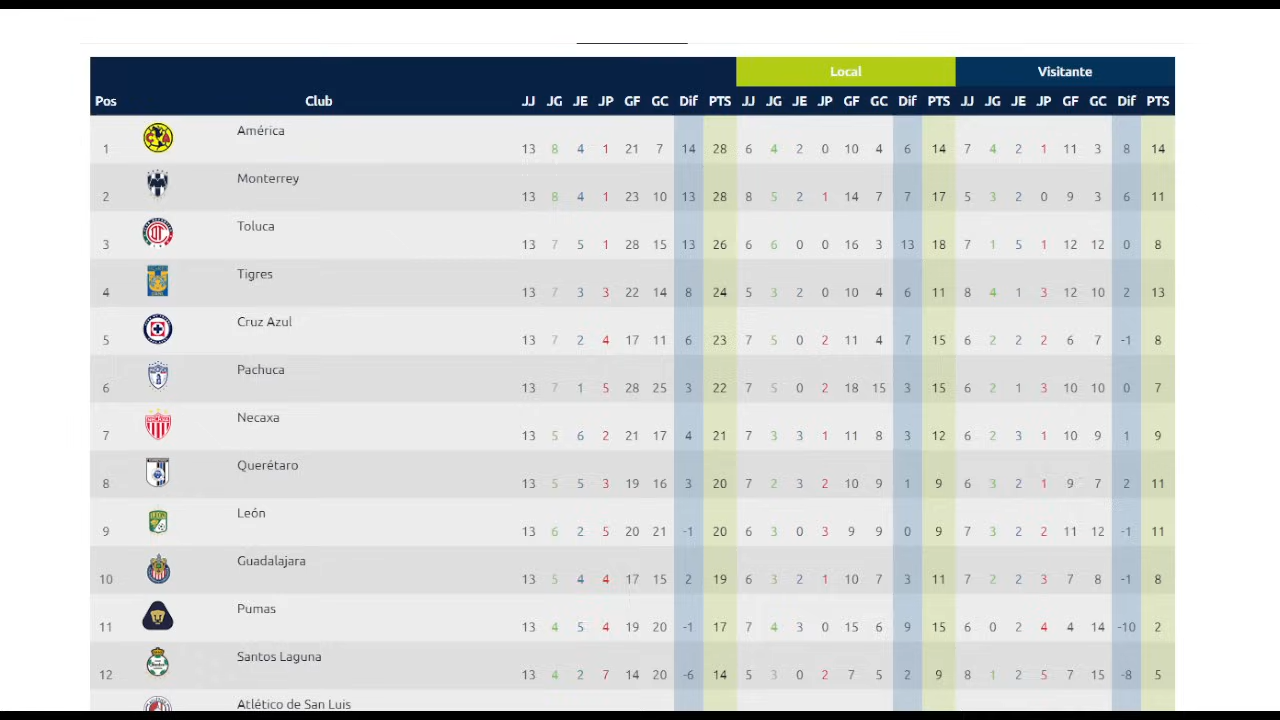 Local Visitante
Pos Club JJ JG JE JP GF GC Dif PTS JJ JG JE JP GF GC Dif PTS JJ JG JE JP GF GC Dif PTS
1 América 13 8 4 1 21 7 14 28 6 4 2 0 10 4 6 14 7 4 2 1 11 3 8 14
2 Monterrey 13 8 4 1 23 10 13 28 8 5 2 1 14 7 7 17 5 3 2 0 9 3 6 11
3 Toluca 13 7 5 1 28 15 13 26 6 6 0 0 16 3 13 18 7 1 5 1 12 12 0 8
4 Tigres 13 7 3 3 22 14 8 24 5 3 2 0 10 4 6 11 8 4 1 3 12 10 2 13
5 Cruz Azul 13 7 2 4 17 11 6 23 7 5 0 2 11 4 7 15 6 2 2 2 6 7 -1 8
6 Pachuca 13 7 1 5 28 25 3 22 7 5 0 2 18 15 3 15 6 2 1 3 10 10 0 7
7 Necaxa 13 5 6 2 21 17 4 21 7 3 3 1 11 8 3 12 6 2 3 1 10 9 1 9
8 Querétaro 13 5 5 3 19 16 3 20 7 2 3 2 10 9 1 9 6 3 2 1 9 7 2 11
9 León 13 6 2 5 20 21 -1 20 6 3 0 3 9 9 0 9 7 3 2 2 11 12 -1 11
10 Guadalajara 13 5 4 4 17 15 2 19 6 3 2 1 10 7 3 11 7 2 2 3 7 8 -1 8
11 Pumas 13 4 5 4 19 20 -1 17 7 4 3 0 15 6 9 15 6 0 2 4 4 14 -10 2
12 Santos Laguna 13 4 2 7 14 20 -6 14 5 3 0 2 7 5 2 9 8 1 2 5 7 15 -8 5
Atlético de San Luis